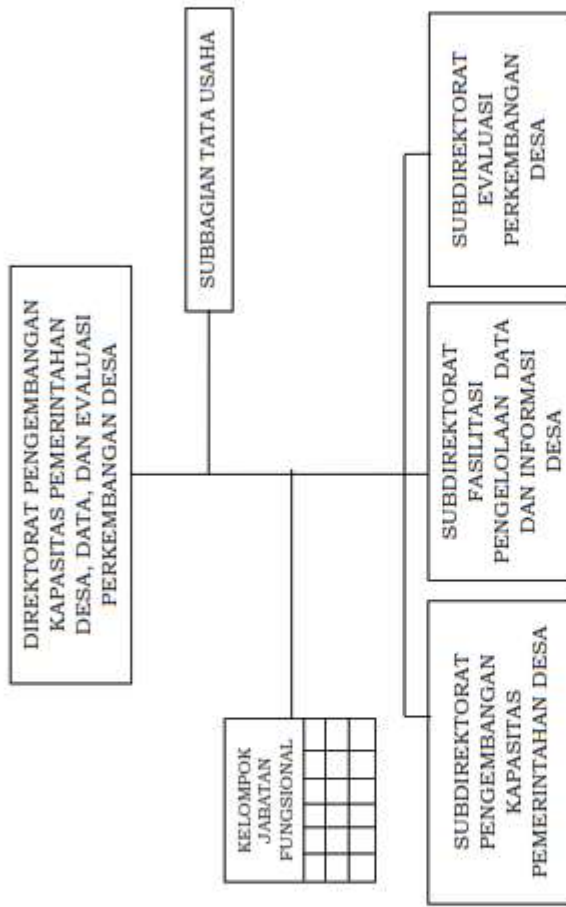 DIREKTORAT PENGEMBANGAN
KAPASITAS PEMERINTAHAN
DESA, DATA, DAN EVALUASI
PERKEMBANGAN DESA
SUBBAGIAN TATA USAHA
KELOMPOK
JABATAN
FUNGSIONAL
SUBDIREKTORAT
PENGEMBANGAN
KAPASITAS
PEMERINTAHAN DESA
SUBDIREKTORAT
FASILITASI
PENGELOLAAN DATA
DAN INFORMASI
DESA
SUBDIREKTORAT
EVALUASI
PERKEMBANGAN
DESA